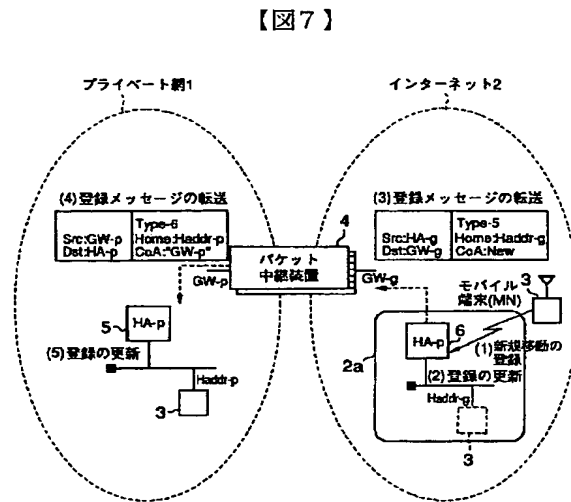 【図7】
プライベート網1
インターネット2
(4)登録メッセージの転送
Src:GW-p
Dst:HA-p
Type-6
Home:Haddr-p
CoA:"GW-p"
(3)登録メッセージの転送
Src:HA-g
Dst:GW-g
Type-5
Home:Haddr-g
CoA:New
4
パケット
中継装置
GW-p
GW-g
モバイル
端末(MN)
3
5
HA-p
(5)登録の更新
Haddr-p
3
2a
HA-p
6
(1)新規移動の
登録
(2)登録の更新
Haddr-g
3